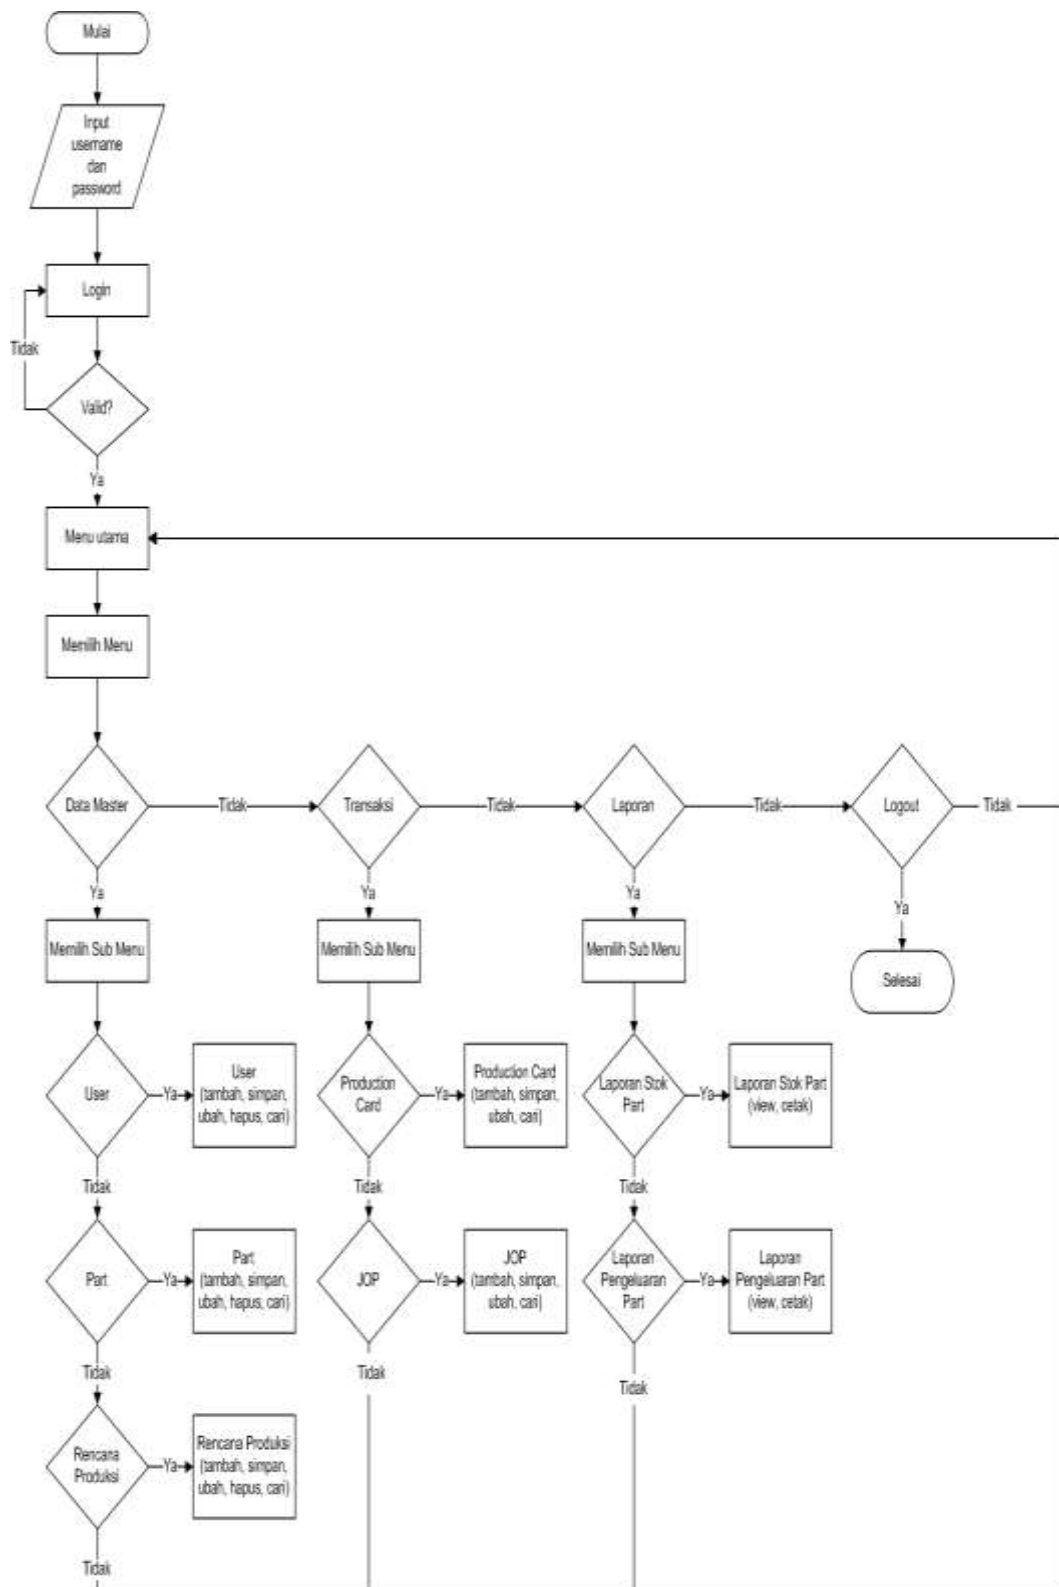 Mulai
Input
username
dan
password
Login
Tidak
Valid?
Ya
Menu utama
Memilih Menu
Data Master
Tidak
Transaksi
Tidak
Laporan
Tidak
Logout
Tidak
Ya
Ya
Ya
Ya
Memilih Sub Menu
Memilih Sub Menu
Memilih Sub Menu
Selesai
User
Ya
User
(tambah, simpan,
ubah, hapus, cari)
Production
Card
Ya
Production Card
(tambah, simpan,
ubah, cari)
Laporan Stok
Part
Ya
Laporan Stok Part
(view, cetak)
Tidak
Tidak
Tidak
Part
Ya
Part
(tambah, simpan,
ubah, hapus, cari)
JOP
Ya
JOP
(tambah, simpan,
ubah, cari)
Laporan
Pengeluaran
Part
Ya
Laporan
Pengeluaran Part
(view, cetak)
Tidak
Tidak
Tidak
Rencana
Produksi
Ya
Rencana Produksi
(tambah, simpan,
ubah, hapus, cari)
Tidak